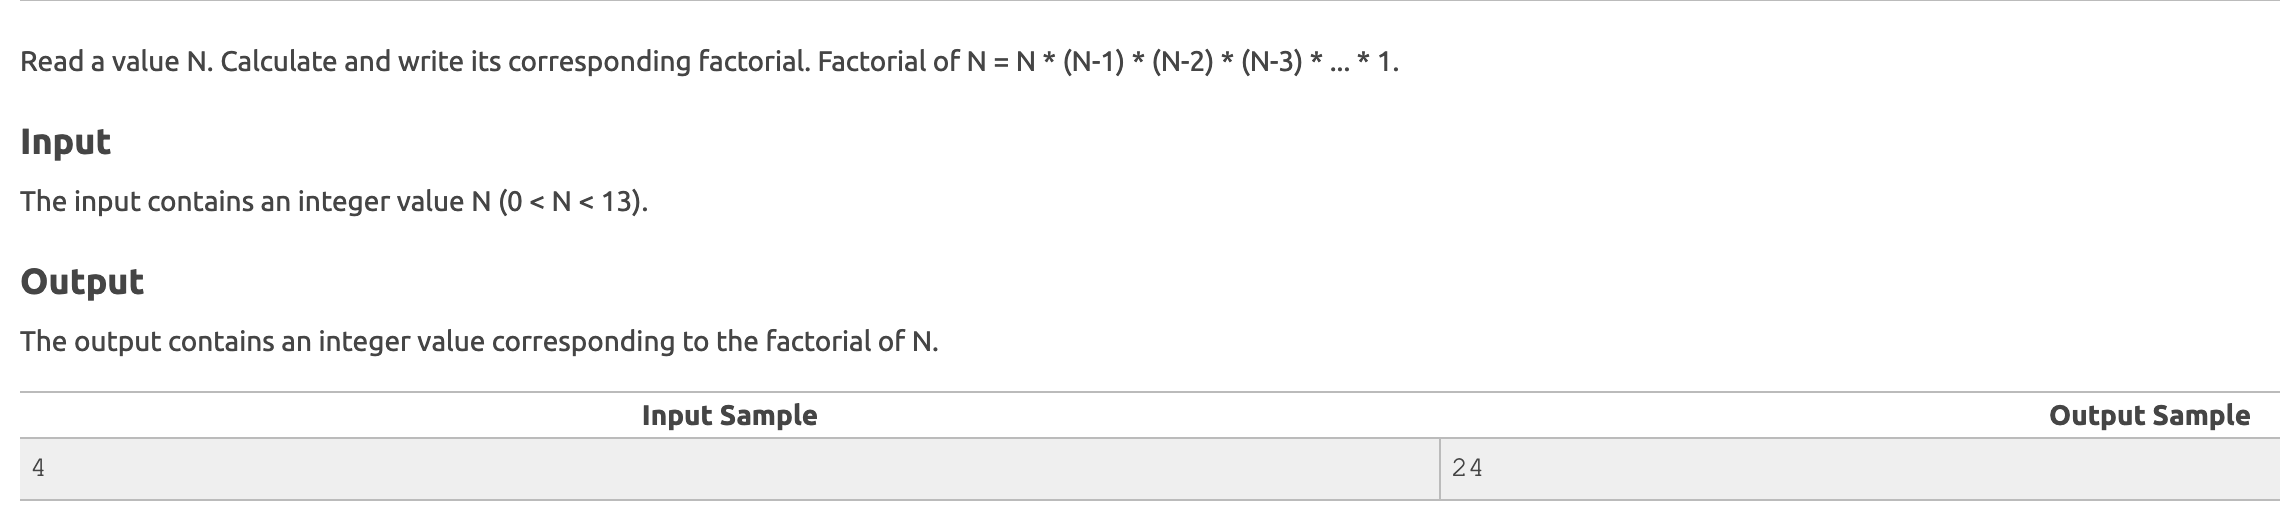 Read a value N. Calculate and write its corresponding factorial. Factorial of N = N * (N-1) * (N-2) * (N-3) * ... * 1.
Input
The input contains an integer value N (0 < N < 13).
Output
The output contains an integer value corresponding to the factorial of N.
Input Sample Output Sample
4 24